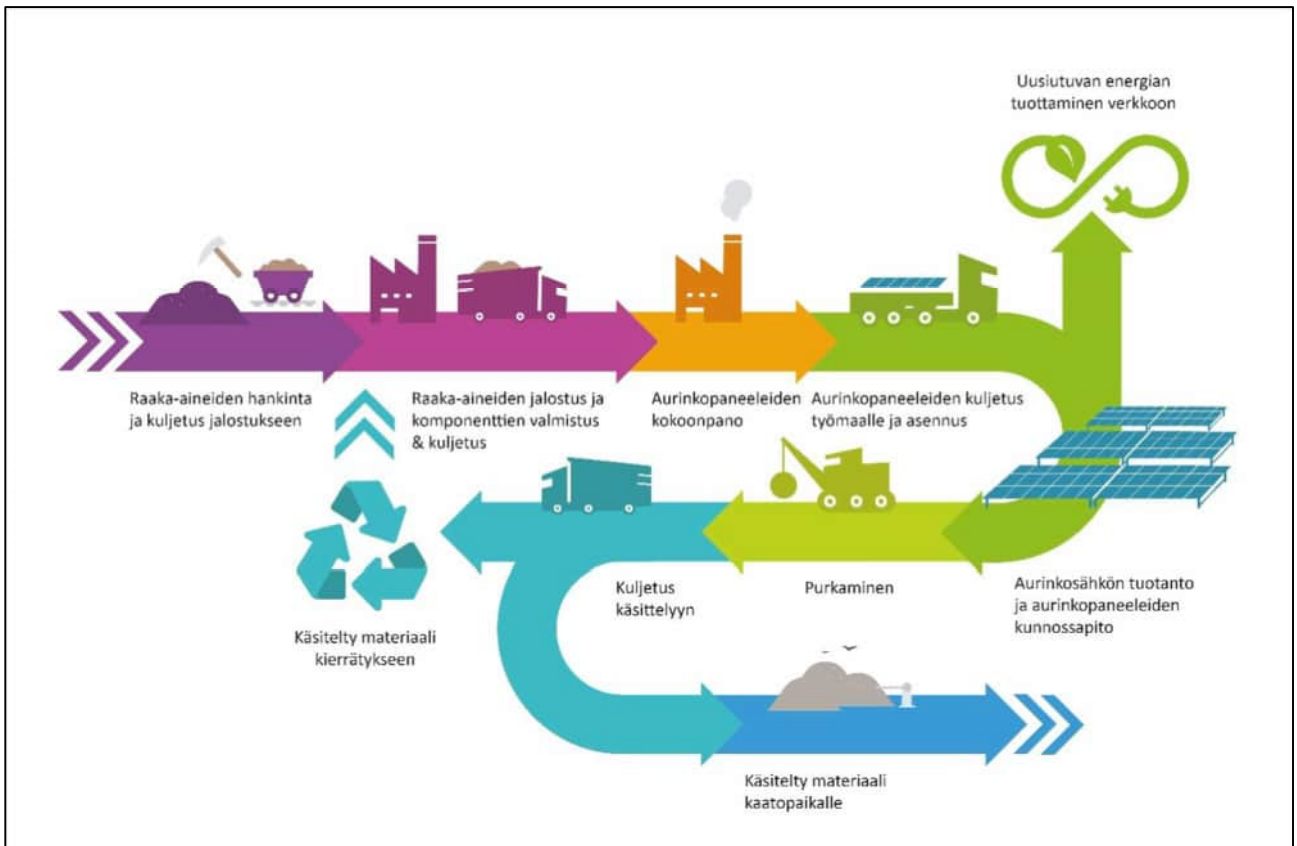 Uusiutuvan energian
tuottaminen verkkoon
Raaka-aineiden hankinta
ja kuljetus jalostukseen
Raaka-aineiden jalostus ja
komponenttien valmistus
& kuljetus
Aurinkopaneeleiden
kokoonpano
Aurinkopaneeleiden kuljetus
työmaalle ja asennus
Aurinkosähkön tuotanto
ja aurinkopaneeleiden
kunnossapito
Purkaminen
Kuljetus
käsittelyyn
Käsitelty materiaali
kierrätykseen
Käsitelty materiaali
kaatopaikalle